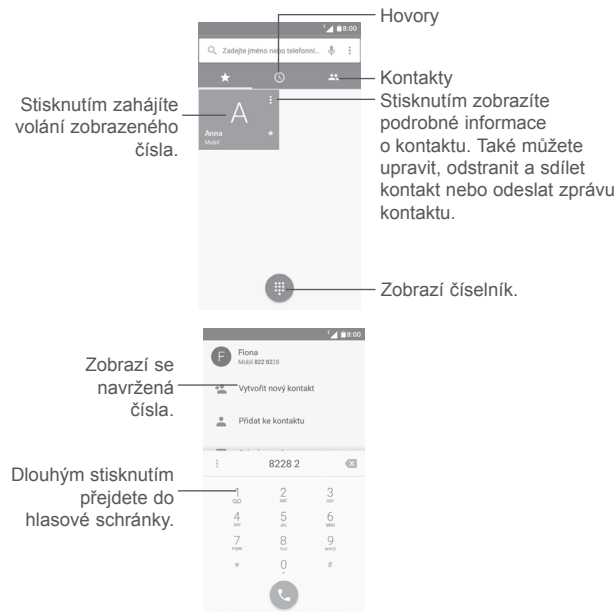 8:00
Hovory
Zadejte jméno nebo telefonní...
Kontakty
Stisknutím zahájíte
volání zobrazeného
čísla.
A
Anna
Mobil
Stisknutím zobrazíte
podrobné informace
o kontaktu. Také můžete
upravit, odstranit a sdílet
kontakt nebo odeslat zprávu
kontaktu.
Zobrazí číselník.
8:00
F
Fiona
Mobil 822 8228
Zobrazí se
navržená
čísla.
Vytvořit nový kontakt
Přidat ke kontaktu
8228 2
Dlouhým stisknutím
přejdete do
hlasové schránky.
1 2 3
ABC DEF
4 5 6
GHI JKL MNO
7 8 9
PQRS TUV WXYZ
* 0 #
+